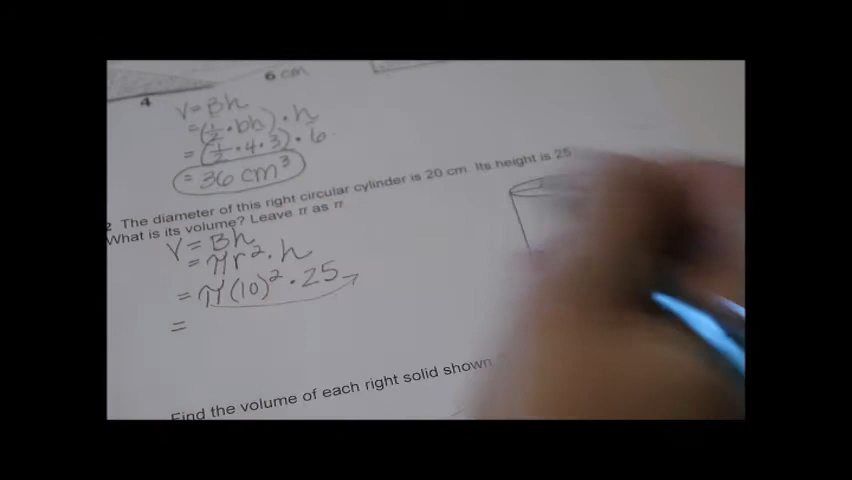 6 cm
4
V = Bh
= (1/2 • bh) • h
= (1/2 • 4 • 3) • 6
= 36 cm³
2 The diameter of this right circular cylinder is 20 cm. Its height is 25
What is its volume? Leave π as π
V = Bh
= πr² • h
= π(10)² • 25
=
Find the volume of each right solid shown